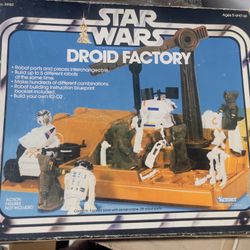 Ages 5 and up
STAR
WARS
DROID FACTORY
• Robot parts and pieces interchangeable.
• Build up to 5 different robots
at the same time.
• Make hundreds of different combinations.
• Robot building instruction blueprint
booklet included.
• Build your own R2-D2.
ACTION
FIGURES
NOT INCLUDED
Kenner